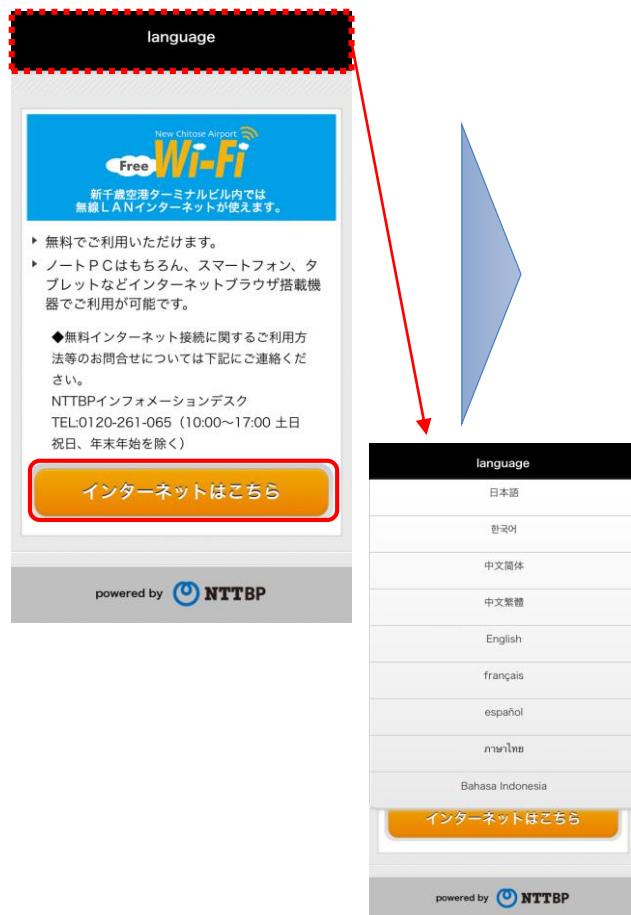 language
New Chitose Airport
Free Wi-Fi
新千歳空港ターミナルビル内では
無線LANインターネットが使えます。
無料でご利用いただけます。
ノートPCはもちろん、スマートフォン、タ
ブレットなどインターネットブラウザ搭載機
器でご利用が可能です。
◆無料インターネット接続に関するご利用方
法等のお問合せについては下記にご連絡くだ
さい。
NTTBPインフォメーションデスク
TEL:0120-261-065（10:00〜17:00 土日
祝日、年末年始を除く）
インターネットはこちら
powered by NTTBP
language
日本語
한국어
中文简体
中文繁體
English
français
español
ภาษาไทย
Bahasa Indonesia
インターネットはこちら
powered by NTTBP